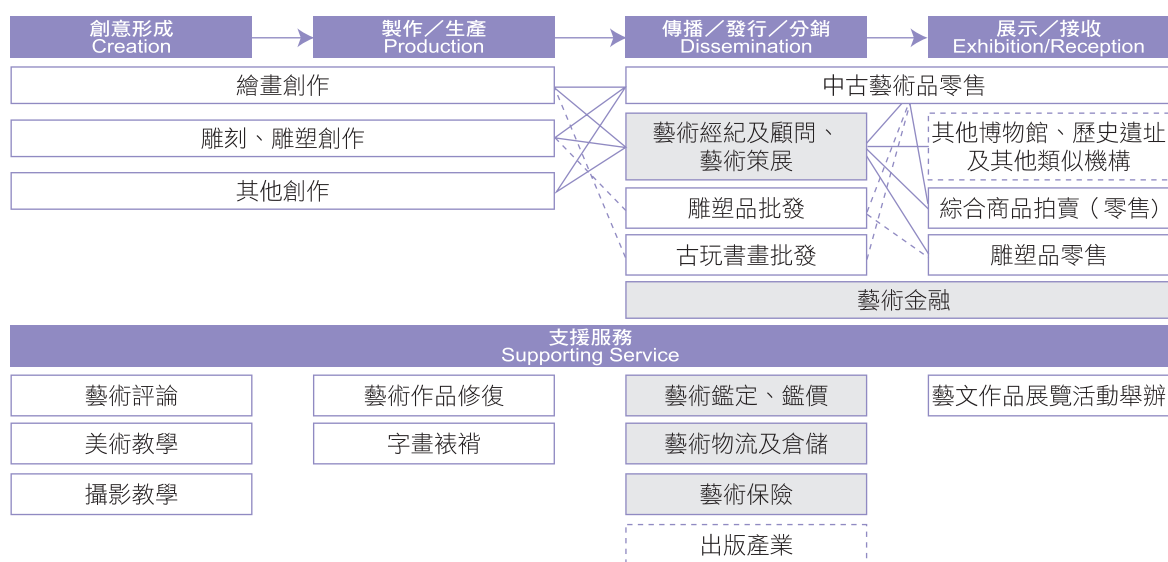 創意形成
Creation
製作／生產
Production
傳播／發行／分銷
Dissemination
展示／接收
Exhibition/Reception
繪畫創作
雕刻、雕塑創作
其他創作
中古藝術品零售
藝術經紀及顧問、
藝術策展
雕塑品批發
古玩書畫批發
其他博物館、歷史遺址
及其他類似機構
綜合商品拍賣（零售）
雕塑品零售
藝術金融
支援服務
Supporting Service
藝術評論
美術教學
攝影教學
藝術作品修復
字畫裱褙
藝術鑑定、鑑價
藝術物流及倉儲
藝術保險
出版產業
藝文作品展覽活動舉辦